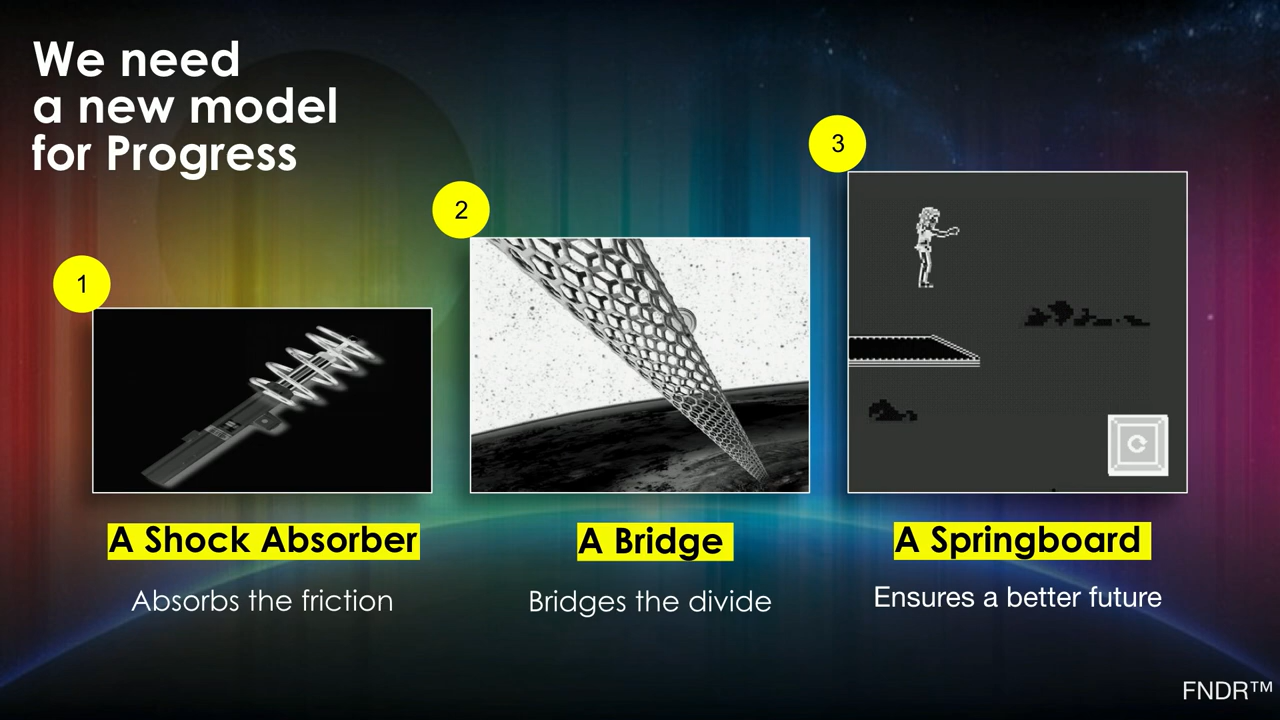 We need
a new model
for Progress
1
2
3
A Shock Absorber
Absorbs the friction
A Bridge
Bridges the divide
A Springboard
Ensures a better future
FNDR™